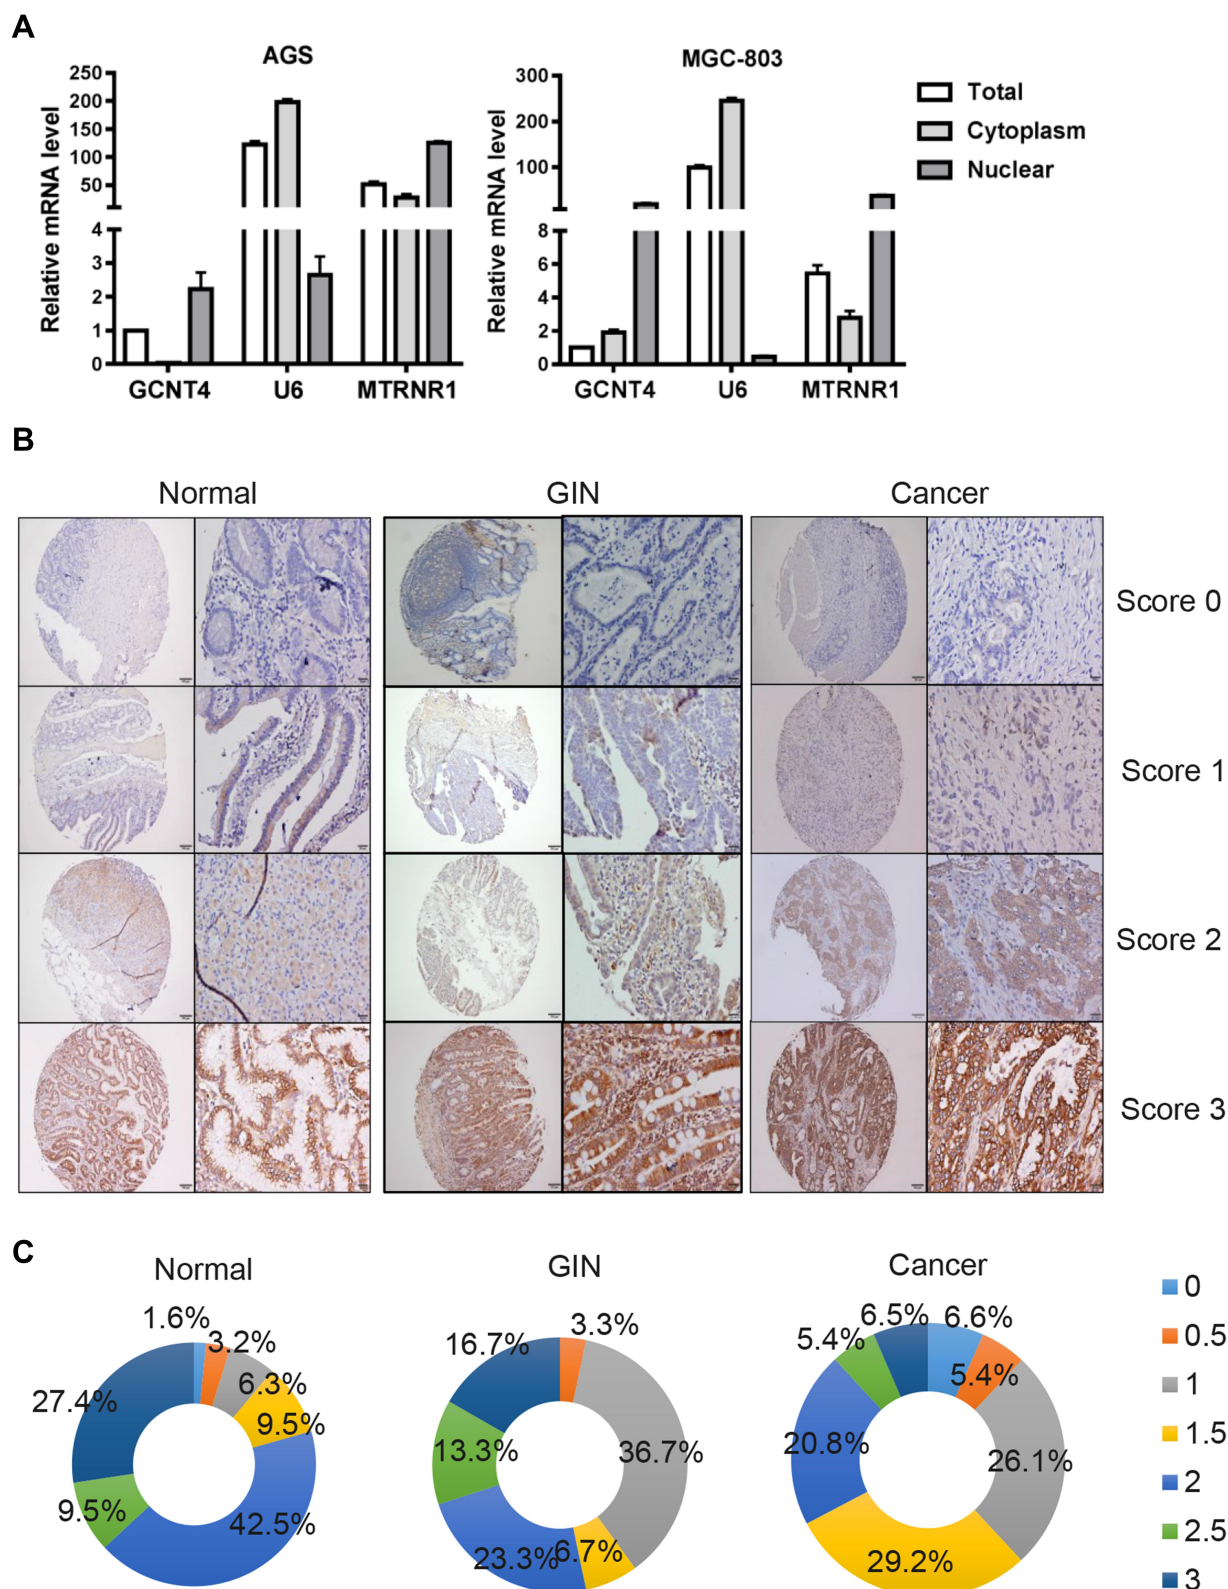 A
AGS
MGC-803
Relative mRNA level
250
200
150
100
50
4
3
2
1
0
GCNT4
U6
MTRNR1
Relative mRNA level
300
200
100
8
6
4
2
0
GCNT4
U6
MTRNR1
Total
Cytoplasm
Nuclear
B
Normal
GIN
Cancer
Score 0
Score 1
Score 2
Score 3
C
Normal
GIN
Cancer
1.6%
3.2%
6.3%
9.5%
42.5%
9.5%
27.4%
3.3%
36.7%
6.7%
23.3%
13.3%
16.7%
6.6%
5.4%
26.1%
29.2%
20.8%
5.4%
6.5%
0
0.5
1
1.5
2
2.5
3